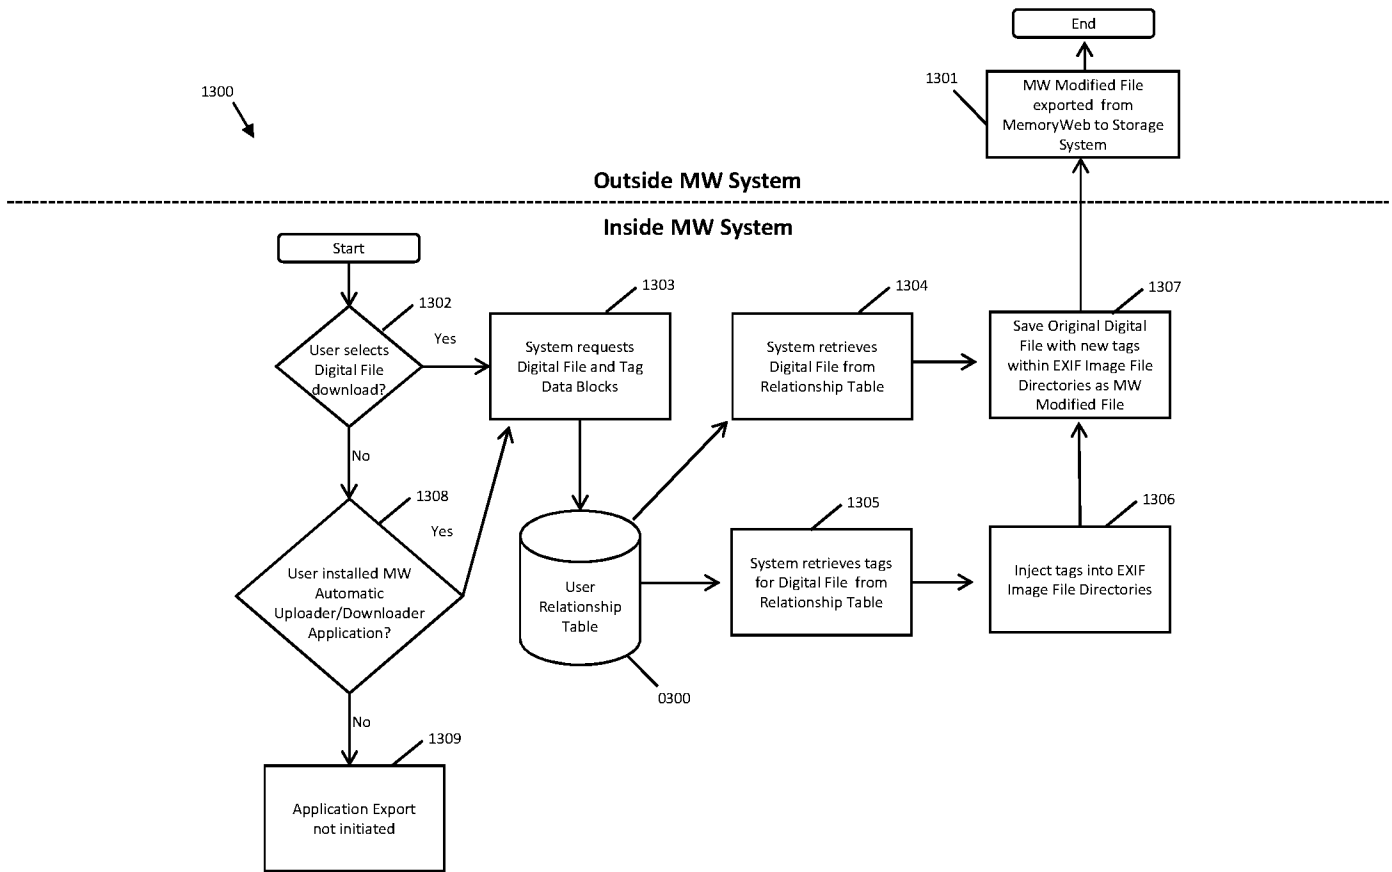 End
1301
MW Modified File
exported from
MemoryWeb to Storage
System
1300
Outside MW System
Inside MW System
Start
1302
User selects
Digital File
download?
Yes
No
1303
System requests
Digital File and Tag
Data Blocks
1304
System retrieves
Digital File from
Relationship Table
1307
Save Original Digital
File with new tags
within EXIF Image File
Directories as MW
Modified File
1308
Yes
User installed MW
Automatic
Uploader/Downloader
Application?
No
User
Relationship
Table
0300
1305
System retrieves tags
for Digital File from
Relationship Table
1306
Inject tags into EXIF
Image File Directories
1309
Application Export
not initiated